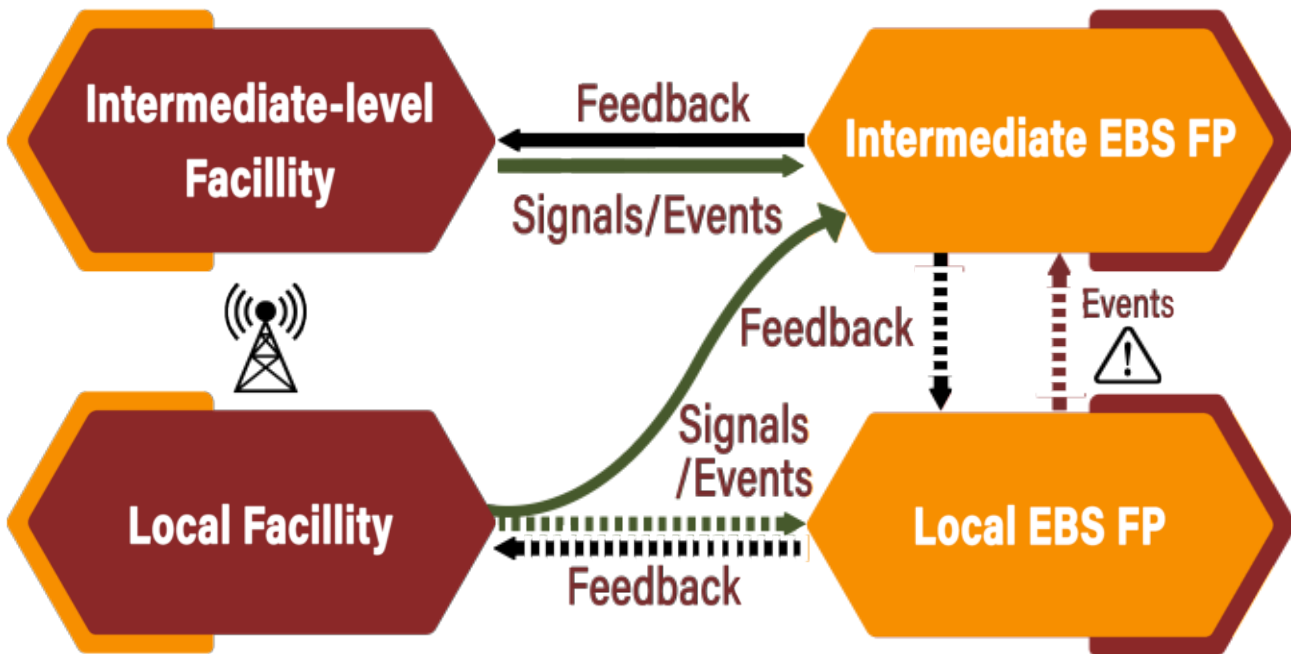 Intermediate-level
Facillity
Feedback
Signals/Events
Intermediate EBS FP
Feedback
Events
Local Facillity
Signals
/Events
Feedback
Local EBS FP